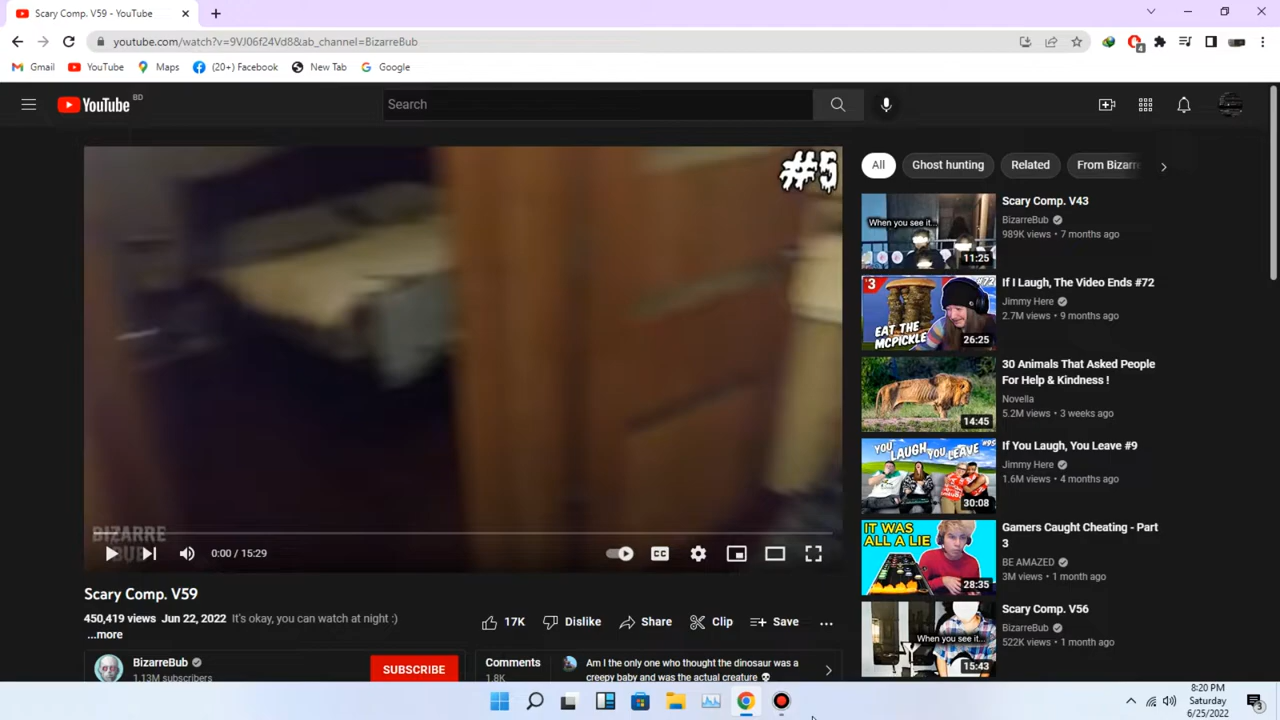 Scary Comp. V59 - YouTube
youtube.com/watch?v=9VJ06f24Vd8&ab_channel=BizarreBub
4
Gmail
YouTube
Maps
(20+) Facebook
New Tab
Google
YouTube BD
Search
#5
BIZARRE
0:00 / 15:29
CC
Scary Comp. V59
450,419 views Jun 22, 2022 It's okay, you can watch at night :)
...more
17K
Dislike
Share
Clip
Save
BizarreBub
1.13M subscribers
SUBSCRIBE
Comments
1.8K
Am I the only one who thought the dinosaur was a
creepy baby and was the actual creature
All
Ghost hunting
Related
From Bizarre
When you see it...
11:25
Scary Comp. V43
BizarreBub
989K views • 7 months ago
#72
EAT THE
MCPICKLE
26:25
If I Laugh, The Video Ends #72
Jimmy Here
2.7M views • 9 months ago
14:45
30 Animals That Asked People
For Help & Kindness !
Novella
5.2M views • 3 weeks ago
YOU LAUGH YOU LEAVE
30:08
If You Laugh, You Leave #9
Jimmy Here
1.6M views • 4 months ago
IT WAS
ALL A LIE
28:35
Gamers Caught Cheating - Part
3
BE AMAZED
3M views • 1 month ago
When you see it...
15:43
Scary Comp. V56
BizarreBub
522K views • 1 month ago
8:20 PM
Saturday
6/25/2022
3